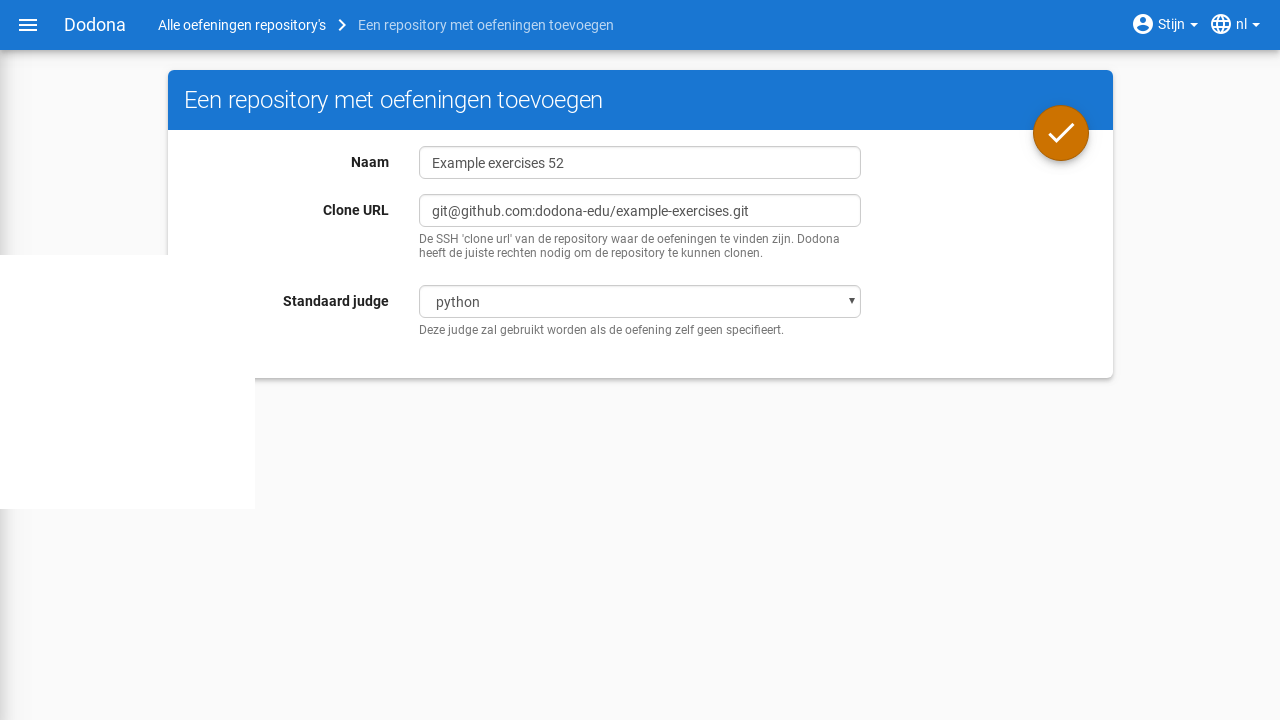 Dodona
Alle oefeningen repository's
Een repository met oefeningen toevoegen
Stijn
nl
Een repository met oefeningen toevoegen
Naam
Example exercises 52
Clone URL
git@github.com:dodona-edu/example-exercises.git
De SSH 'clone url' van de repository waar de oefeningen te vinden zijn. Dodona
heeft de juiste rechten nodig om de repository te kunnen clonen.
Standaard judge
python
Deze judge zal gebruikt worden als de oefening zelf geen specifieert.